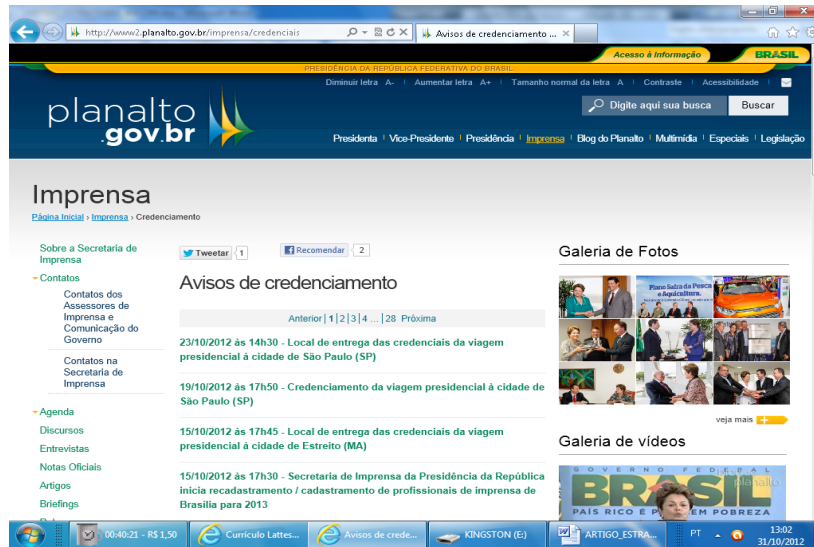 http://www2.planalto.gov.br/imprensa/credenciais
Avisos de credenciamento ...
Acesso à Informação
BRASIL
PRESIDÊNCIA DA REPÚBLICA FEDERATIVA DO BRASIL
Diminuir letra A- Aumentar letra A+ Tamanho normal da letra A Contraste Acessibilidade
planalto
.gov.br
Digite aqui sua busca
Buscar
Presidenta Vice-Presidente Presidência Imprensa Blog do Planalto Multimídia Especiais Legislação
Imprensa
Página Inicial › Imprensa › Credenciamento
Sobre a Secretaria de
Imprensa
Contatos
Contatos dos
Assessores de
Imprensa e
Comunicação do
Governo
Contatos na
Secretaria de
Imprensa
Agenda
Discursos
Entrevistas
Notas Oficiais
Artigos
Briefings
Tweetar 1
Recomendar 2
Avisos de credenciamento
Anterior | 1 | 2 | 3 | 4 ... | 28 Próxima
23/10/2012 às 14h30 - Local de entrega das credenciais da viagem
presidencial à cidade de São Paulo (SP)
19/10/2012 às 17h50 - Credenciamento da viagem presidencial à cidade de
São Paulo (SP)
15/10/2012 às 17h45 - Local de entrega das credenciais da viagem
presidencial à cidade de Estreito (MA)
15/10/2012 às 17h30 - Secretaria de Imprensa da Presidência da República
inicia recadastramento / cadastramento de profissionais de imprensa de
Brasília para 2013
Galeria de Fotos
Plano Safra da Pesca
e Aquicultura.
veja mais
Galeria de vídeos
GOVERNO FEDERAL
BRASIL
planalto
PAÍS RICO É P EM POBREZA
00:40:21 - R$ 1,50
Currículo Lattes...
Avisos de crede...
KINGSTON (E:)
ARTIGO_ESTRA...
PT
13:02
31/10/2012